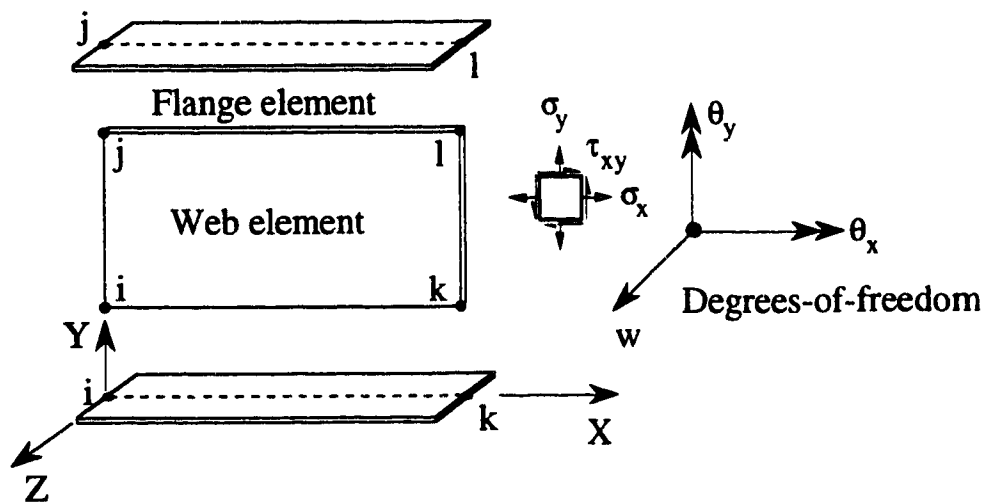 j
l
Flange element
j
l
Web element
i
k
Y
i
k
X
Z
σy
τxy
σx
θy
θx
w
Degrees-of-freedom